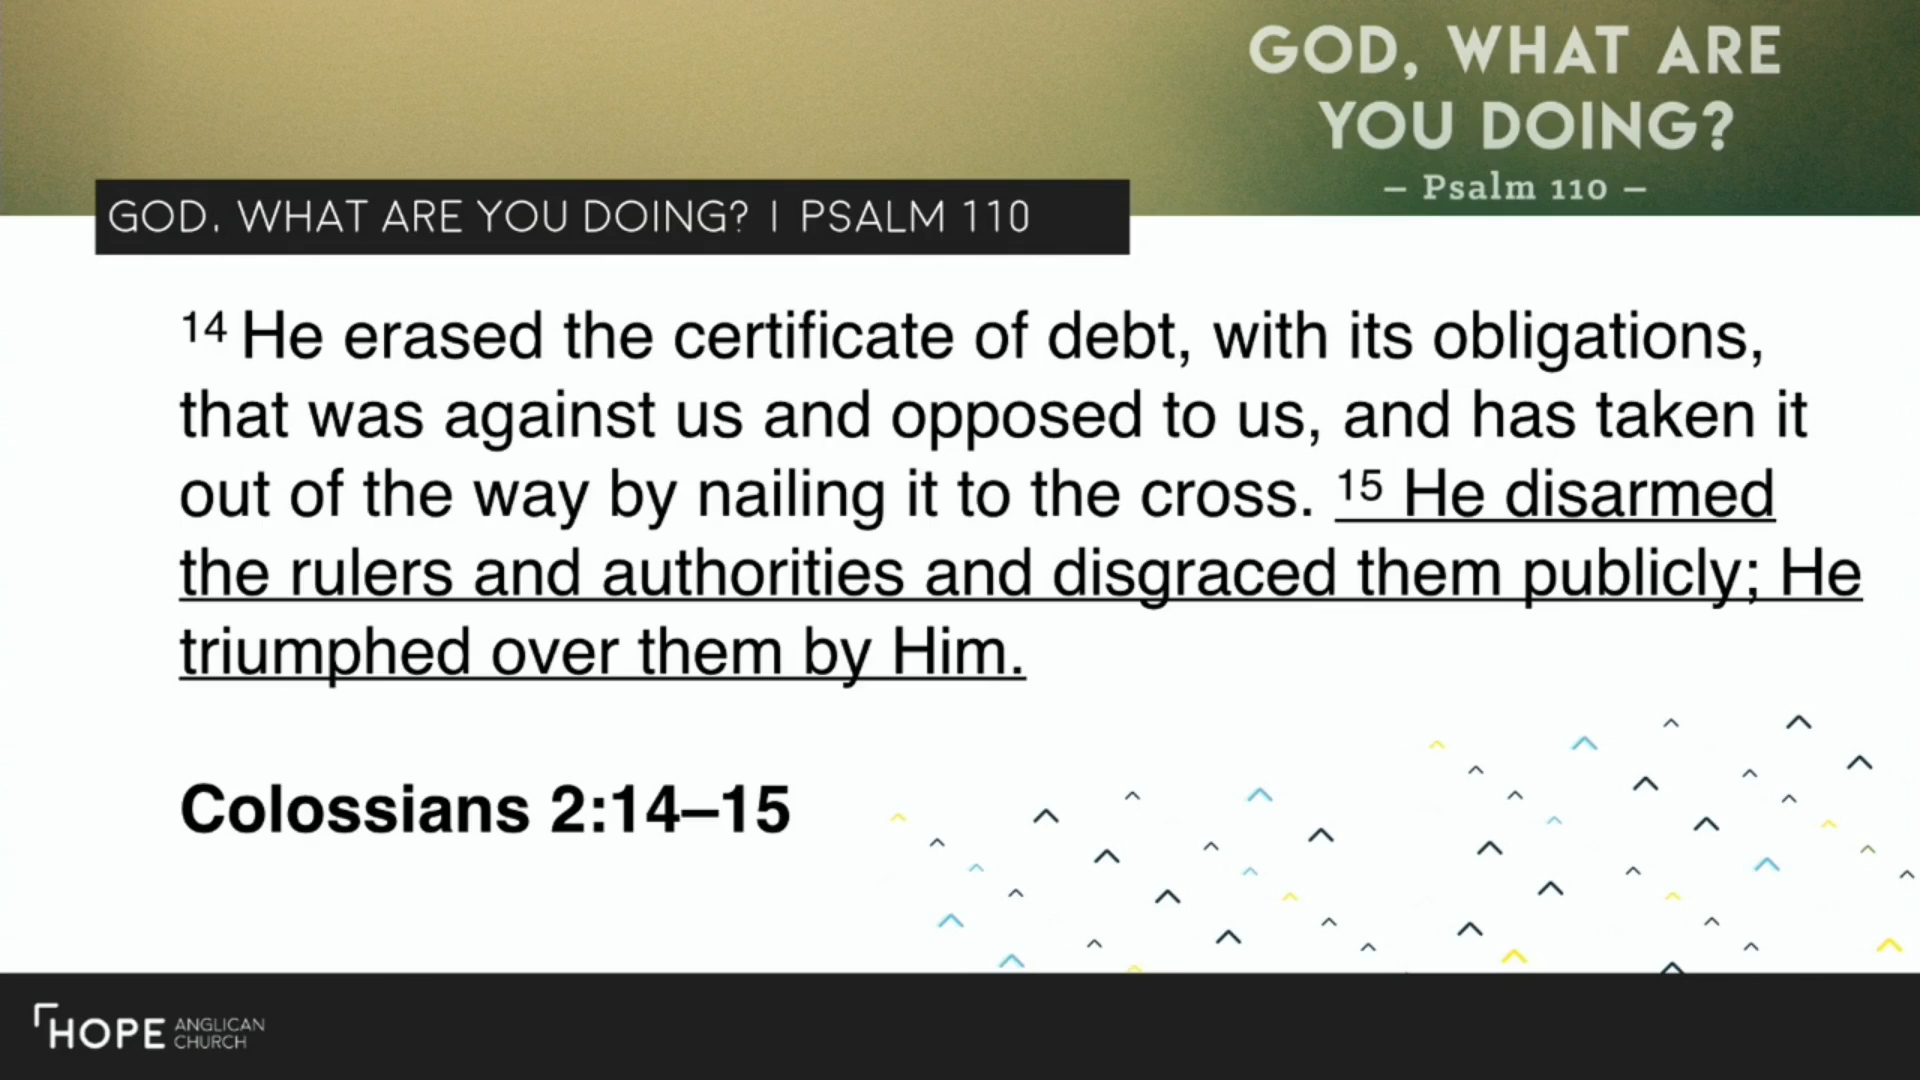 GOD, WHAT ARE
YOU DOING?
– Psalm 110 –
GOD, WHAT ARE YOU DOING? | PSALM 110
14 He erased the certificate of debt, with its obligations,
that was against us and opposed to us, and has taken it
out of the way by nailing it to the cross. 15 He disarmed
the rulers and authorities and disgraced them publicly; He
triumphed over them by Him.
Colossians 2:14–15
HOPE ANGLICAN
CHURCH